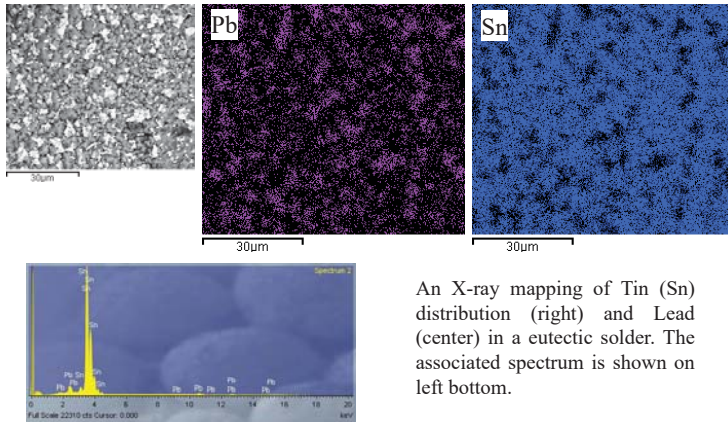 Pb
Sn
30µm
30µm
30µm
Spectrum 2
Sn
Sn
Sn
Sn
Pb Sn Sn
Pb Pb Sn
Pb Pb Pb Pb Pb Pb
0 2 4 6 8 10 12 14 16 18 20
Full Scale 22310 cts Cursor: 0.000
keV
An X-ray mapping of Tin (Sn)
distribution (right) and Lead
(center) in a eutectic solder. The
associated spectrum is shown on
left bottom.